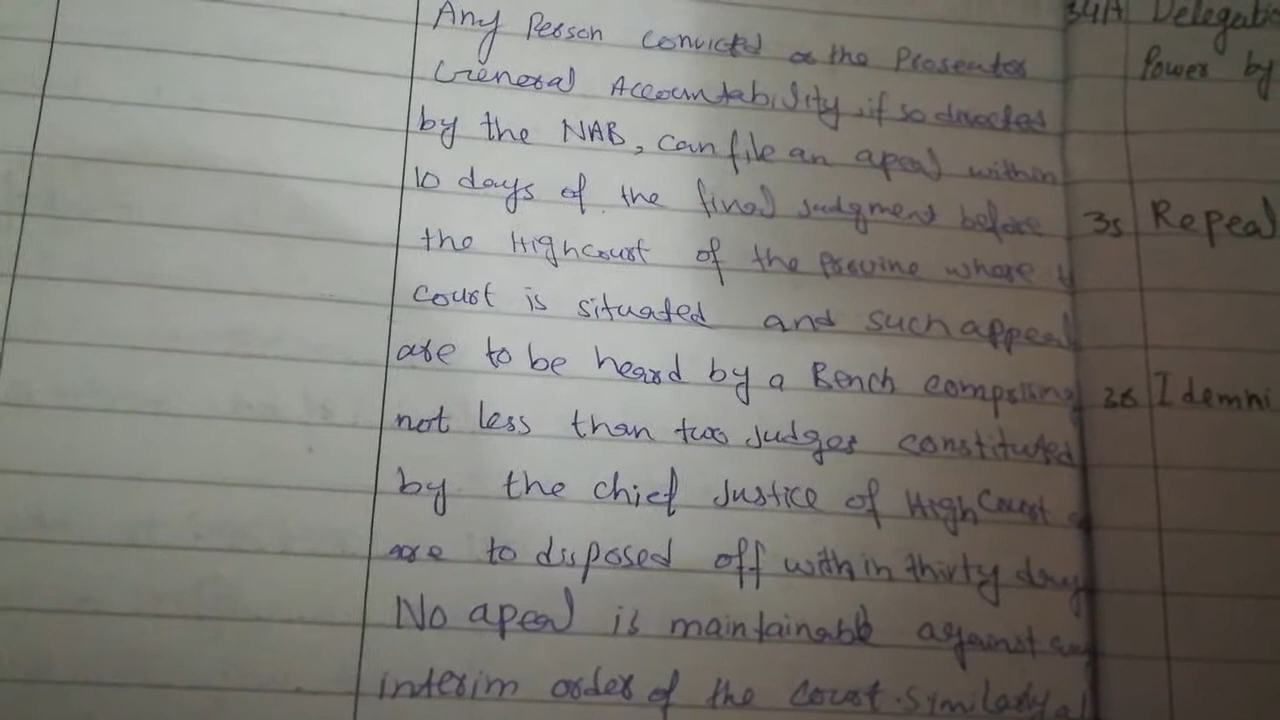 Any Person convicted or the Prosentor
General Accountability, if so directed
by the NAB, can file an apeal within
10 days of the final Judgment before
the Highcourt of the provine where
court is situated and such appeal
are to be heard by a Bench comprising
not less than two Judges constituted
by the chief Justice of High Court
are to disposed off within thirty days
No apeal is maintainable against any
interim order of the court. Similarly
34A Delegatio
Power by
35 Repeal
36 Idemni